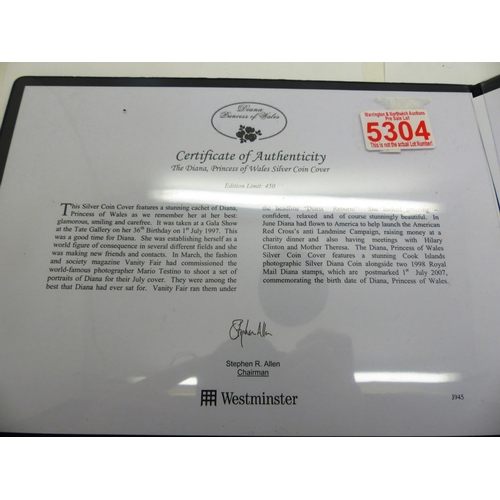 Diana
Princess of Wales
Certificate of Authenticity
The Diana, Princess of Wales Silver Coin Cover
Edition Limit: 450
This Silver Coin Cover features a stunning cachet of Diana,
Princess of Wales as we remember her at her best:
glamorous, smiling and carefree. It was taken at a Gala Show
at the Tate Gallery on her 36th Birthday on 1st July 1997. This
was a good time for Diana. She was establishing herself as a
world figure of consequence in several different fields and she
was making new friends and contacts. In March, the fashion
and society magazine Vanity Fair had commissioned the
world-famous photographer Mario Testino to shoot a set of
portraits of Diana for their July cover. They were among the
best that Diana had ever sat for. Vanity Fair ran them under
the headline "Diana
confident, relaxed and of course stunningly beautiful. In
June Diana had flown to America to help launch the American
Red Cross's anti Landmine Campaign, raising money at a
charity dinner and also having meetings with Hilary
Clinton and Mother Theresa. The Diana, Princess of Wales
Silver Coin Cover features a stunning Cook Islands
photographic Silver Diana Coin alongside two 1998 Royal
Mail Diana stamps, which are postmarked 1st July 2007,
commemorating the birth date of Diana, Princess of Wales.
Stephen Allen
Stephen R. Allen
Chairman
Westminster
J945
Warrington & Northwich Auctions
Pre Sale Lot
5304
This is not the actual Lot Number!